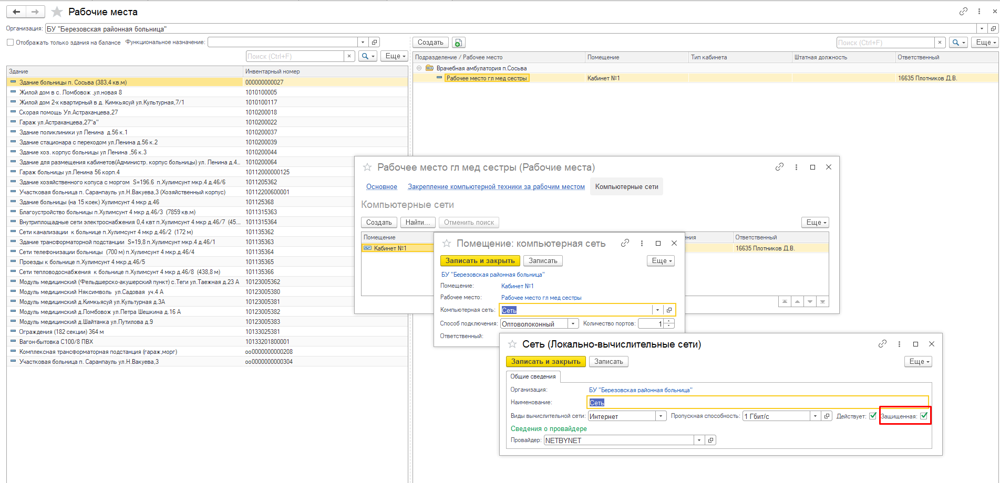 Рабочие места
Организация: БУ "Березовская районная больница"
Отображать только здания на балансе Функциональное назначение:
Поиск (Ctrl+F) × Еще
Здание Инвентарный номер
Здание больницы п. Сосьва (383,4 кв.м) 000000000027
Жилой дом в с. Ломбовож ,ул.новая 8 1010100005
Жилой дом 2-х квартирный в д. Кимкьясуй ул.Культурная,7/1 1010100117
Скорая помощь Ул.Астраханцева,27 1010200018
Гараж ул.Астраханцева,27"а" 1010200022
Здание поликлиники ул Ленина д.56 к.1 1010200037
Здание стационара с переходом ул.Ленина д.56 к.2 1010200039
Здание хоз. корпус больницы ул Ленина ,56 к.3 1010200044
Здание для размещения кабинетов(Администр. корпус больницы) ул. Ленина д.4... 1010200064
Гараж больницы ул.Ленина 56 корп.4 10112000000125
Здание хозяйственного копуса с моргом S=196.6 п.Хулимсунт мкр.4 д.46/6 1011205362
Участковая больница п. Саранпауль ул.Н.Вакуева,3 (Хозяйственный корпус) 10112200600001
Здание больницы (на 15 коек) Хулимсунт 4 мкр д.46 101125368
Благоустройство больницы п.Хулимсунт 4 мкр д.46/3 (7859 кв.м) 1011315363
Внутриплощадные сети электроснабжения 0,4 квт п.Хулимсунт 4 мкр д.46/7 (45.... 1011315364
Сети канализации к больнице п.Хулимсунт 4 мкр д.46/2 (172 м) 101135362
Здание трансформаторной подстанции S=19,8 п.Хулимсунт мкр.4 д.46/1 101135363
Сети телефонизации больницы (700 м) п.Хулимсунт 4 мкр.д.46/4 101135364
Проезды к больнице п.Хулимсунт 4 мкр.д.46/5 101135365
Сети тепловодоснабжения к больнице п.Хулимсунт 4 мкр д.46/8 (438,8 м) 101135366
Модуль медицинский (Фельдшерско-акушерский пункт) с.Теги ул.Таежная д.23 А 10123005362
Модуль медицинский Няксимволь ул.Садовая уч.4 А 10123005380
Модуль медицинский д.Кимкьясуй ул.Культурная д.3А 10123005381
Модуль медицинский д.Ломбовож ул.Петра Шешкина д.16 А 10123005382
Модуль медицинский д.Шайтанка ул.Путилова д.9 10123005383
Ограждения (182 секции) 364 м 10133025381
Вагон-бытовка С100/8 ПВХ 10133201800001
Комплексная трансформаторная подстанция (гараж,морг) оо0000000000208
Участковая больница п. Саранпауль ул.Н.Вакуева,3 оо0000000000304
Создать Поиск (Ctrl+F) × Еще
Подразделение / Рабочее место Помещение Тип кабинета Штатная должность Ответственный
Врачебная амбулатория п.Сосьва
Рабочее место гл мед сестры Кабинет №1 16635 Плотников Д.В.
Рабочее место гл мед сестры (Рабочие места)
Основное Закрепление компьютерной техники за рабочим местом Компьютерные сети
Компьютерные сети
Создать Найти... Отменить поиск Еще
Помещение ния Ответственный
Кабинет №1 16635 Плотников Д.В.
Помещение: компьютерная сеть
Записать и закрыть Записать Еще
БУ "Березовская районная больница"
Помещение: Кабинет №1
Рабочее место: Рабочее место гл мед сестры
Компьютерная сеть: Сеть
Способ подключения: Оптоволоконный Количество портов: 1
Ответственный:
Сеть (Локально-вычислительные сети)
Записать и закрыть Записать Еще
Общие сведения
Организация: БУ "Березовская районная больница"
Наименование: Сеть
Виды вычислительной сети: Интернет Пропускная способность: 1 Гбит/с Действует: Защищенная:
Сведения о провайдере
Провайдер: NETBYNET